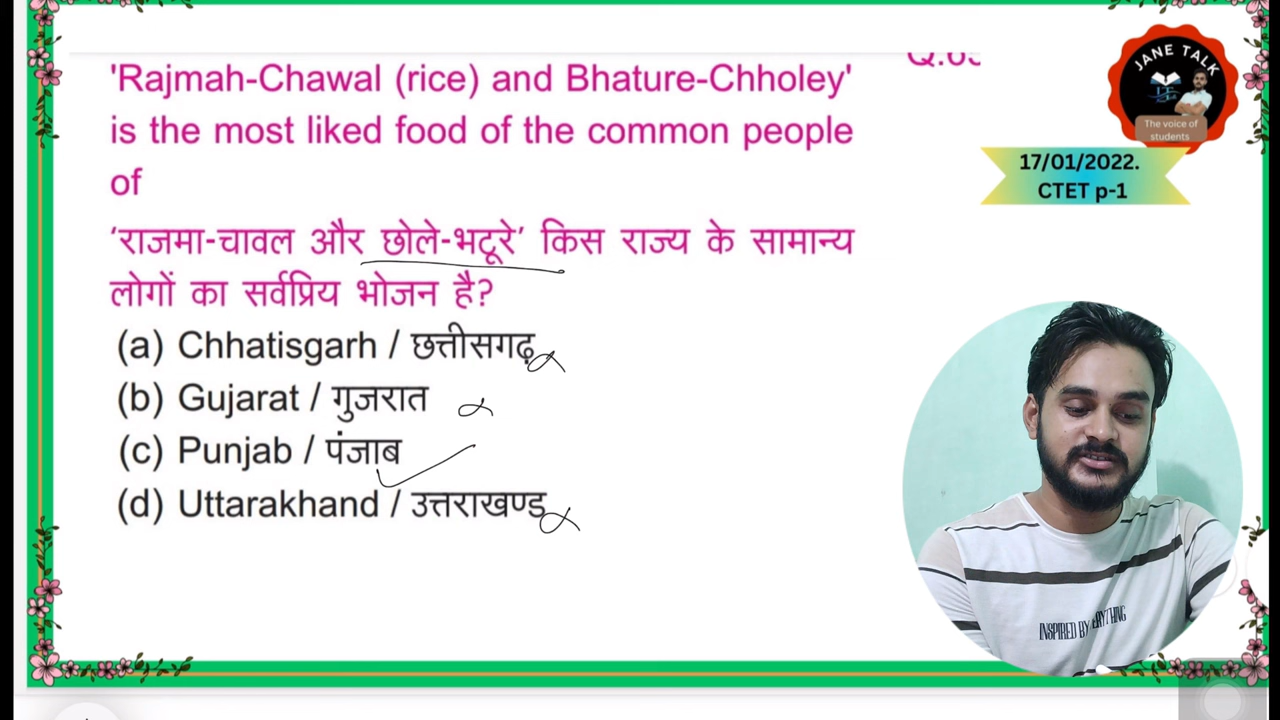 'Rajmah-Chawal (rice) and Bhature-Chholey'
is the most liked food of the common people
of
‘राजमा-चावल और छोले-भटूरे’ किस राज्य के सामान्य
लोगों का सर्वप्रिय भोजन है?
(a) Chhatisgarh / छत्तीसगढ़
(b) Gujarat / गुजरात
(c) Punjab / पंजाब
(d) Uttarakhand / उत्तराखण्ड
JANE TALK
The voice of
students
17/01/2022.
CTET p-1
INSPIRED BY